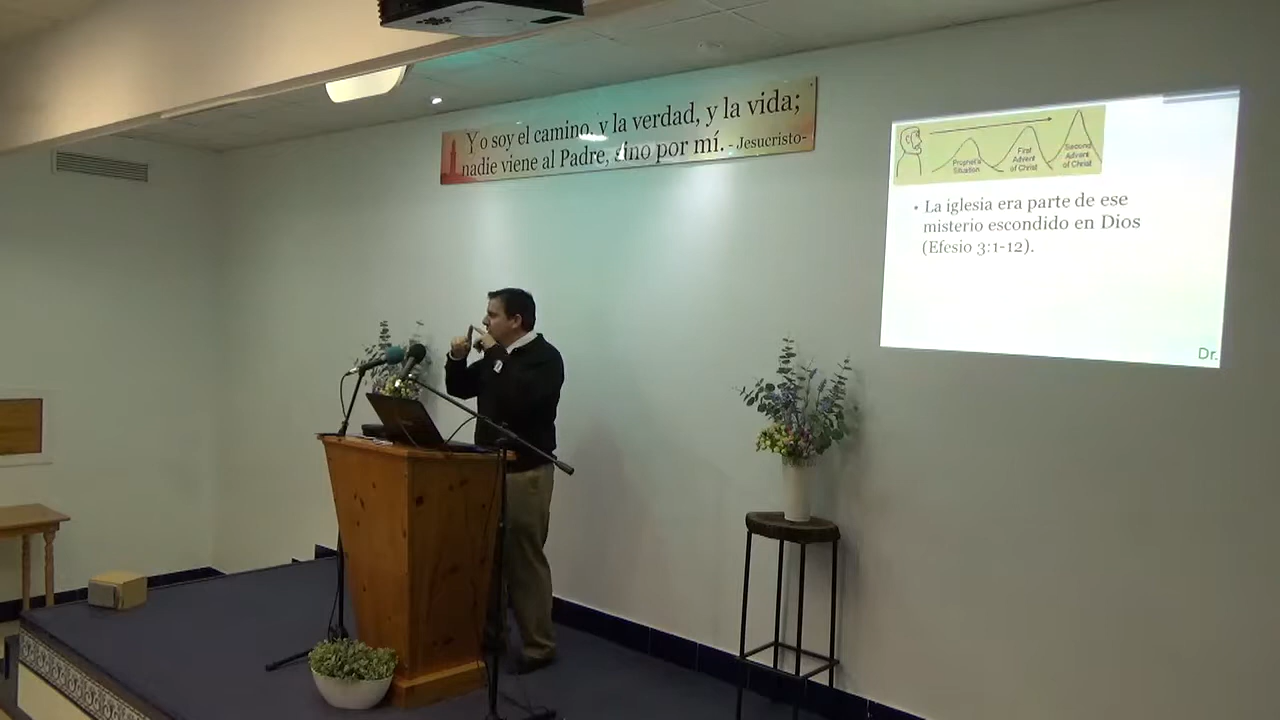 Yo soy el camino, y la verdad, y la vida;
nadie viene al Padre, sino por mí. - Jesucristo-
Prophet's
Situation
First
Advent
of Christ
Second
Advent
of Christ
• La iglesia era parte de ese
misterio escondido en Dios
(Efesio 3:1-12).
Dr.